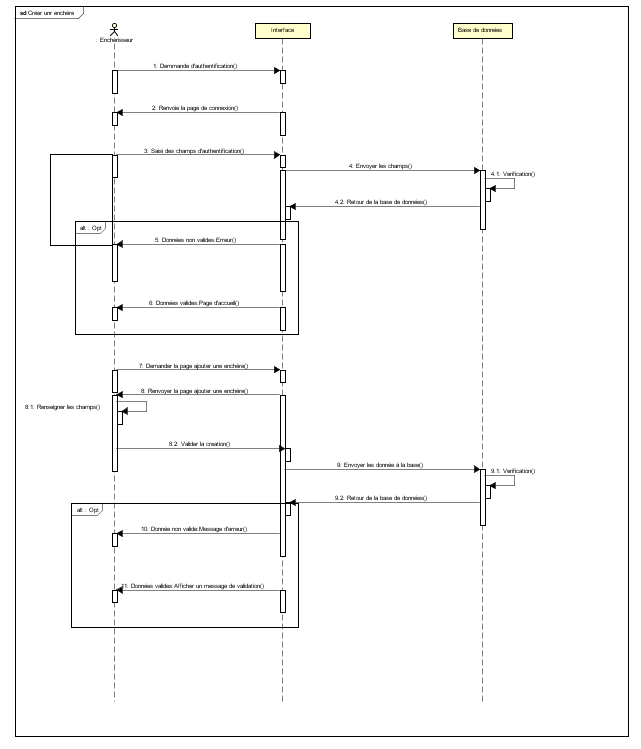 sd Créer unr enchère
: Enchérisseur
Interface
Base de données
1: Demmande d'authentification()
2: Renvoie la page de connexion()
3: Saisi des champs d'authentification()
4: Envoyer les champs()
4.1: Verification()
4.2: Retour de la base de données()
alt : Opt
5: Données non valides Erreur()
6: Données valides Page d'accueil()
7: Demander la page ajouter une enchère()
8: Renvoyer la page ajouter une enchère()
8.1: Renseigner les champs()
8.2: Valider la creation()
9: Envoyer les donnée à la base()
9.1: Verification()
9.2: Retour de la base de données()
alt : Opt
10: Donnée non valide Message d'erreur()
11: Données valides Afficher un message de validation()